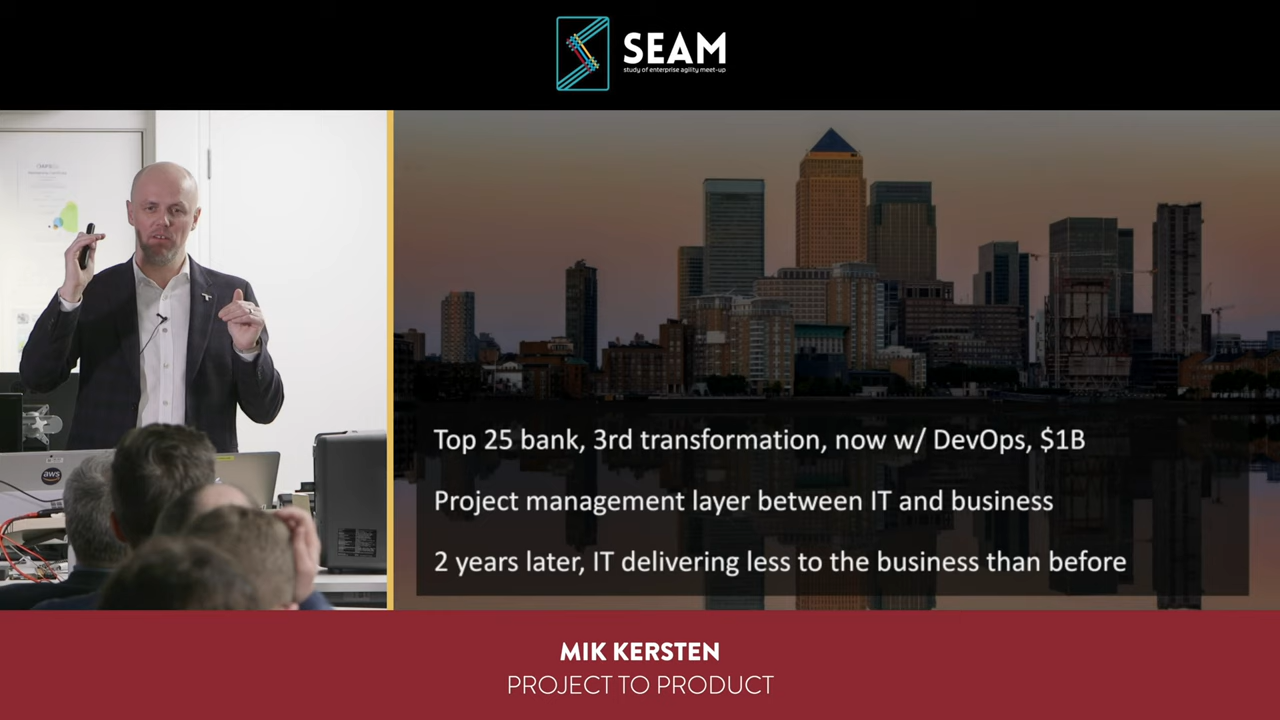 SEAM
study of enterprise agility meet-up
Top 25 bank, 3rd transformation, now w/ DevOps, $1B
Project management layer between IT and business
2 years later, IT delivering less to the business than before
aws
MIK KERSTEN
PROJECT TO PRODUCT